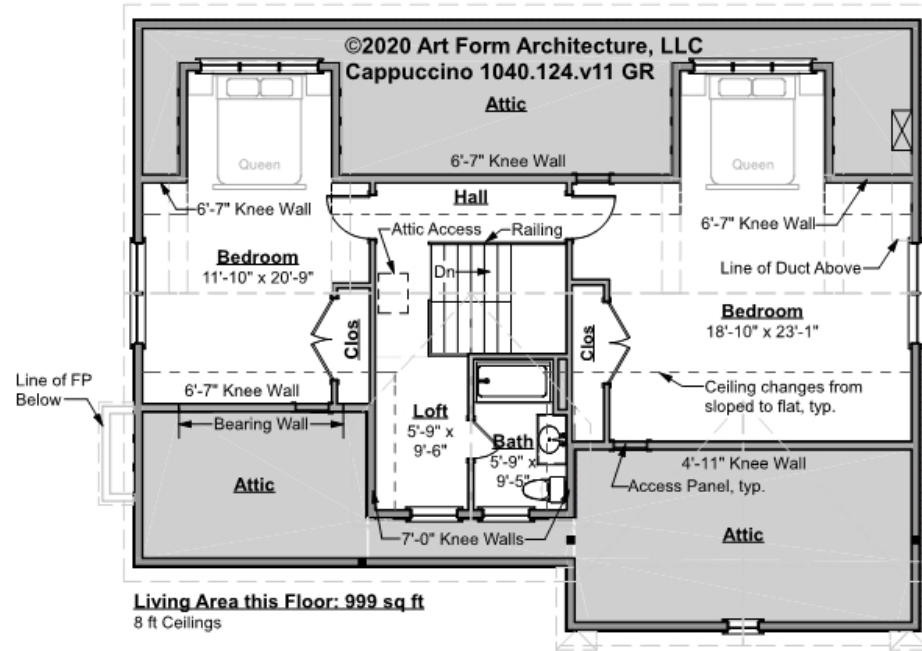 ©2020 Art Form Architecture, LLC
Cappuccino 1040.124.v11 GR
Attic
Queen
Queen
6'-7" Knee Wall
6'-7" Knee Wall
Hall
6'-7" Knee Wall
Attic Access
Railing
Bedroom
11'-10" x 20'-9"
Dn
Line of Duct Above
Bedroom
18'-10" x 23'-1"
Clos
Clos
Line of FP
Below
6'-7" Knee Wall
Ceiling changes from
sloped to flat, typ.
Bearing Wall
Loft
5'-9" x
9'-6"
Bath
5'-9" x
9'-5"
4'-11" Knee Wall
Access Panel, typ.
Attic
Attic
7'-0" Knee Walls
Living Area this Floor: 999 sq ft
8 ft Ceilings